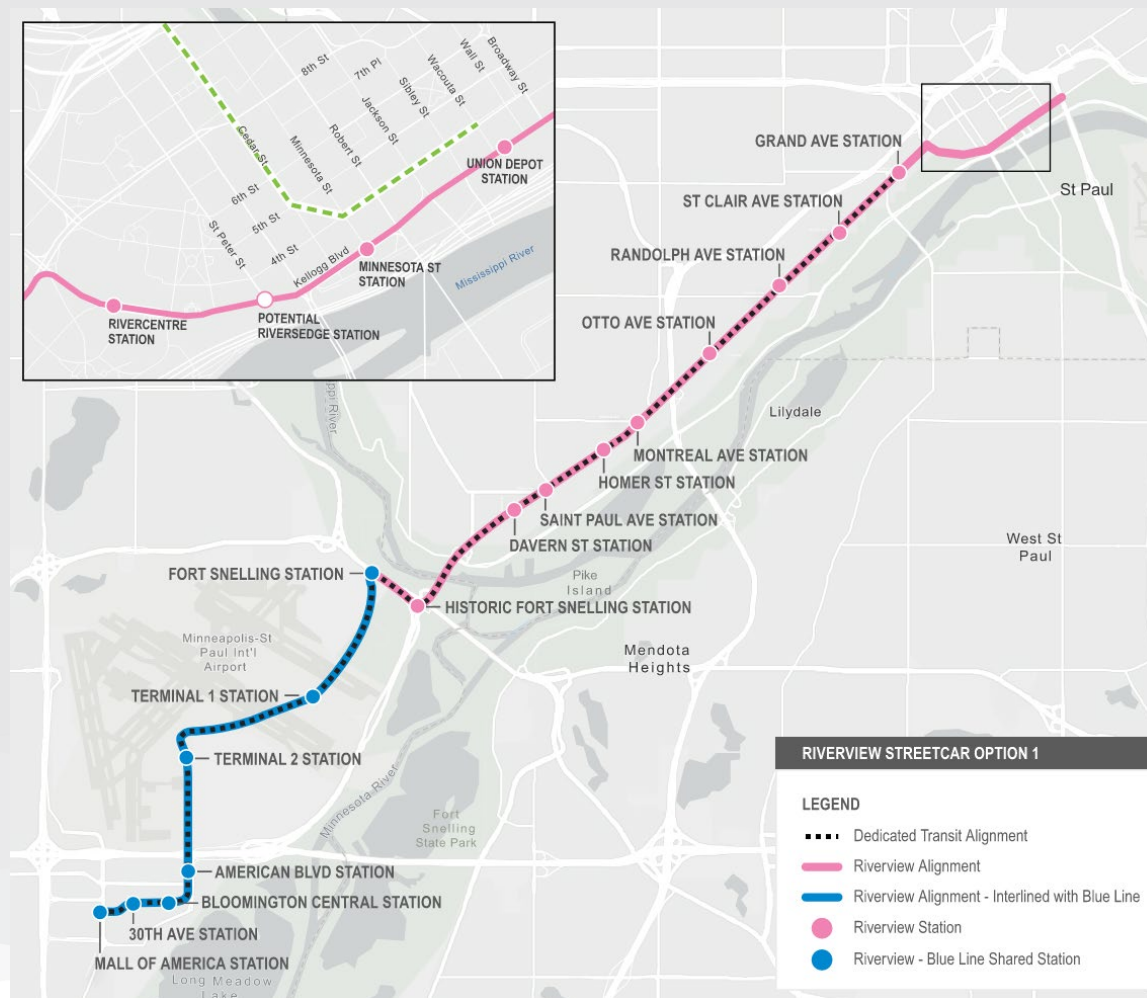 8th St
7th Pl
Wall St
Broadway St
Wacouta St
Sibley St
Jackson St
Robert St
Minnesota St
Cedar St
6th St
5th St
St Peter St
4th St
Kellogg Blvd
UNION DEPOT
STATION
MINNESOTA ST
STATION
Mississippi River
RIVERCENTRE
STATION
POTENTIAL
RIVERSEDGE STATION
GRAND AVE STATION
St Paul
ST CLAIR AVE STATION
RANDOLPH AVE STATION
OTTO AVE STATION
ippi River
Lilydale
MONTREAL AVE STATION
HOMER ST STATION
SAINT PAUL AVE STATION
DAVERN ST STATION
West St
Paul
FORT SNELLING STATION
Pike
Island
HISTORIC FORT SNELLING STATION
Minneapolis-St
Paul Int'l
Airport
Mendota
Heights
TERMINAL 1 STATION
TERMINAL 2 STATION
Minnesota River
Fort
Snelling
State Park
AMERICAN BLVD STATION
BLOOMINGTON CENTRAL STATION
30TH AVE STATION
MALL OF AMERICA STATION
Long Meadow
Lake
RIVERVIEW STREETCAR OPTION 1
LEGEND
Dedicated Transit Alignment
Riverview Alignment
Riverview Alignment - Interlined with Blue Line
Riverview Station
Riverview - Blue Line Shared Station